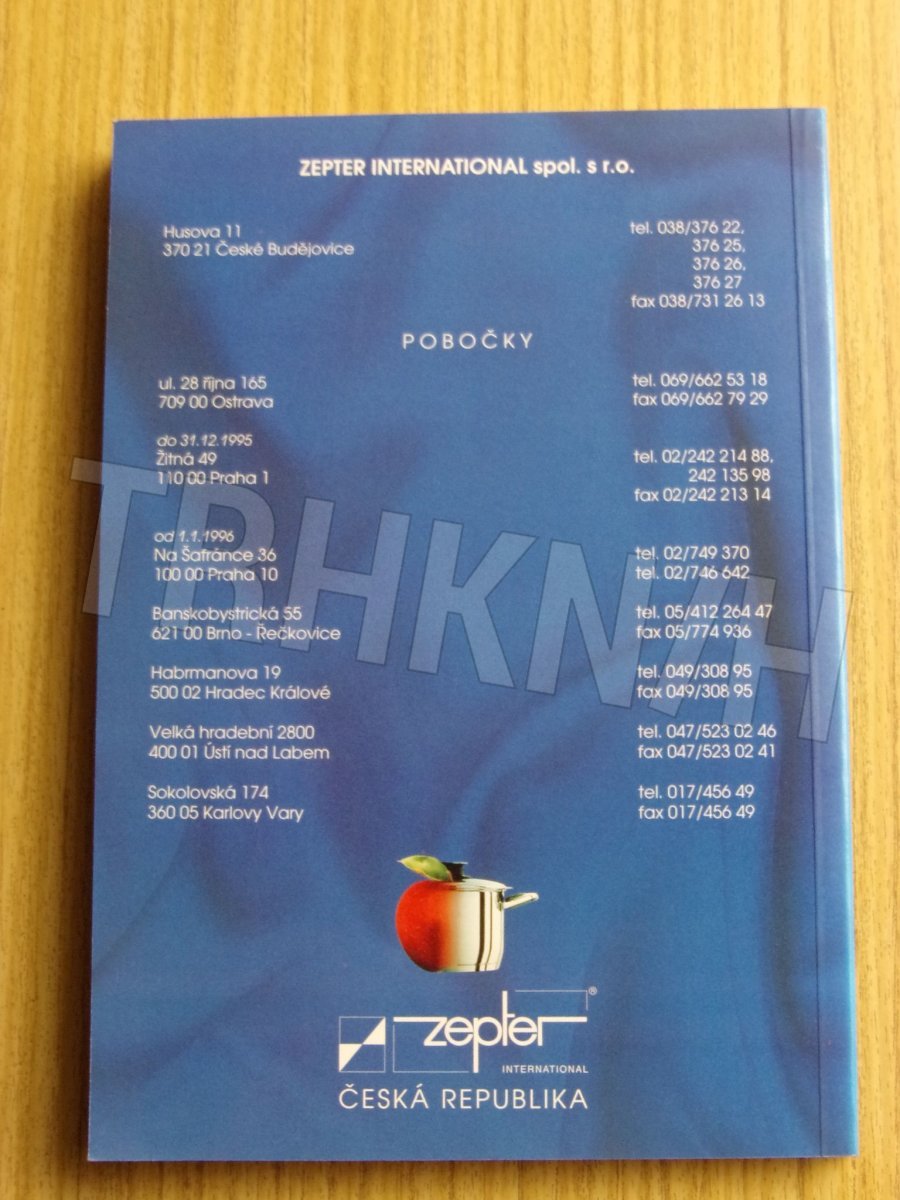 ZEPTER INTERNATIONAL spol. s r.o.
Husova 11
370 21 České Budějovice
tel. 038/376 22,
376 25,
376 26,
376 27
fax 038/731 26 13
POBOČKY
ul. 28 října 165
709 00 Ostrava
tel. 069/662 53 18
fax 069/662 79 29
do 31.12.1995
Žitná 49
110 00 Praha 1
tel. 02/242 214 88,
242 135 98
fax 02/242 213 14
od 1.1.1996
Na Šafránce 36
100 00 Praha 10
tel. 02/749 370
tel. 02/746 642
Banskobystrická 55
621 00 Brno - Řečkovice
tel. 05/412 264 47
fax 05/774 936
Habrmanova 19
500 02 Hradec Králové
tel. 049/308 95
fax 049/308 95
Velká hradební 2800
400 01 Ústí nad Labem
tel. 047/523 02 46
fax 047/523 02 41
Sokolovská 174
360 05 Karlovy Vary
tel. 017/456 49
fax 017/456 49
zepter®
INTERNATIONAL
ČESKÁ REPUBLIKA
TRHKNIH